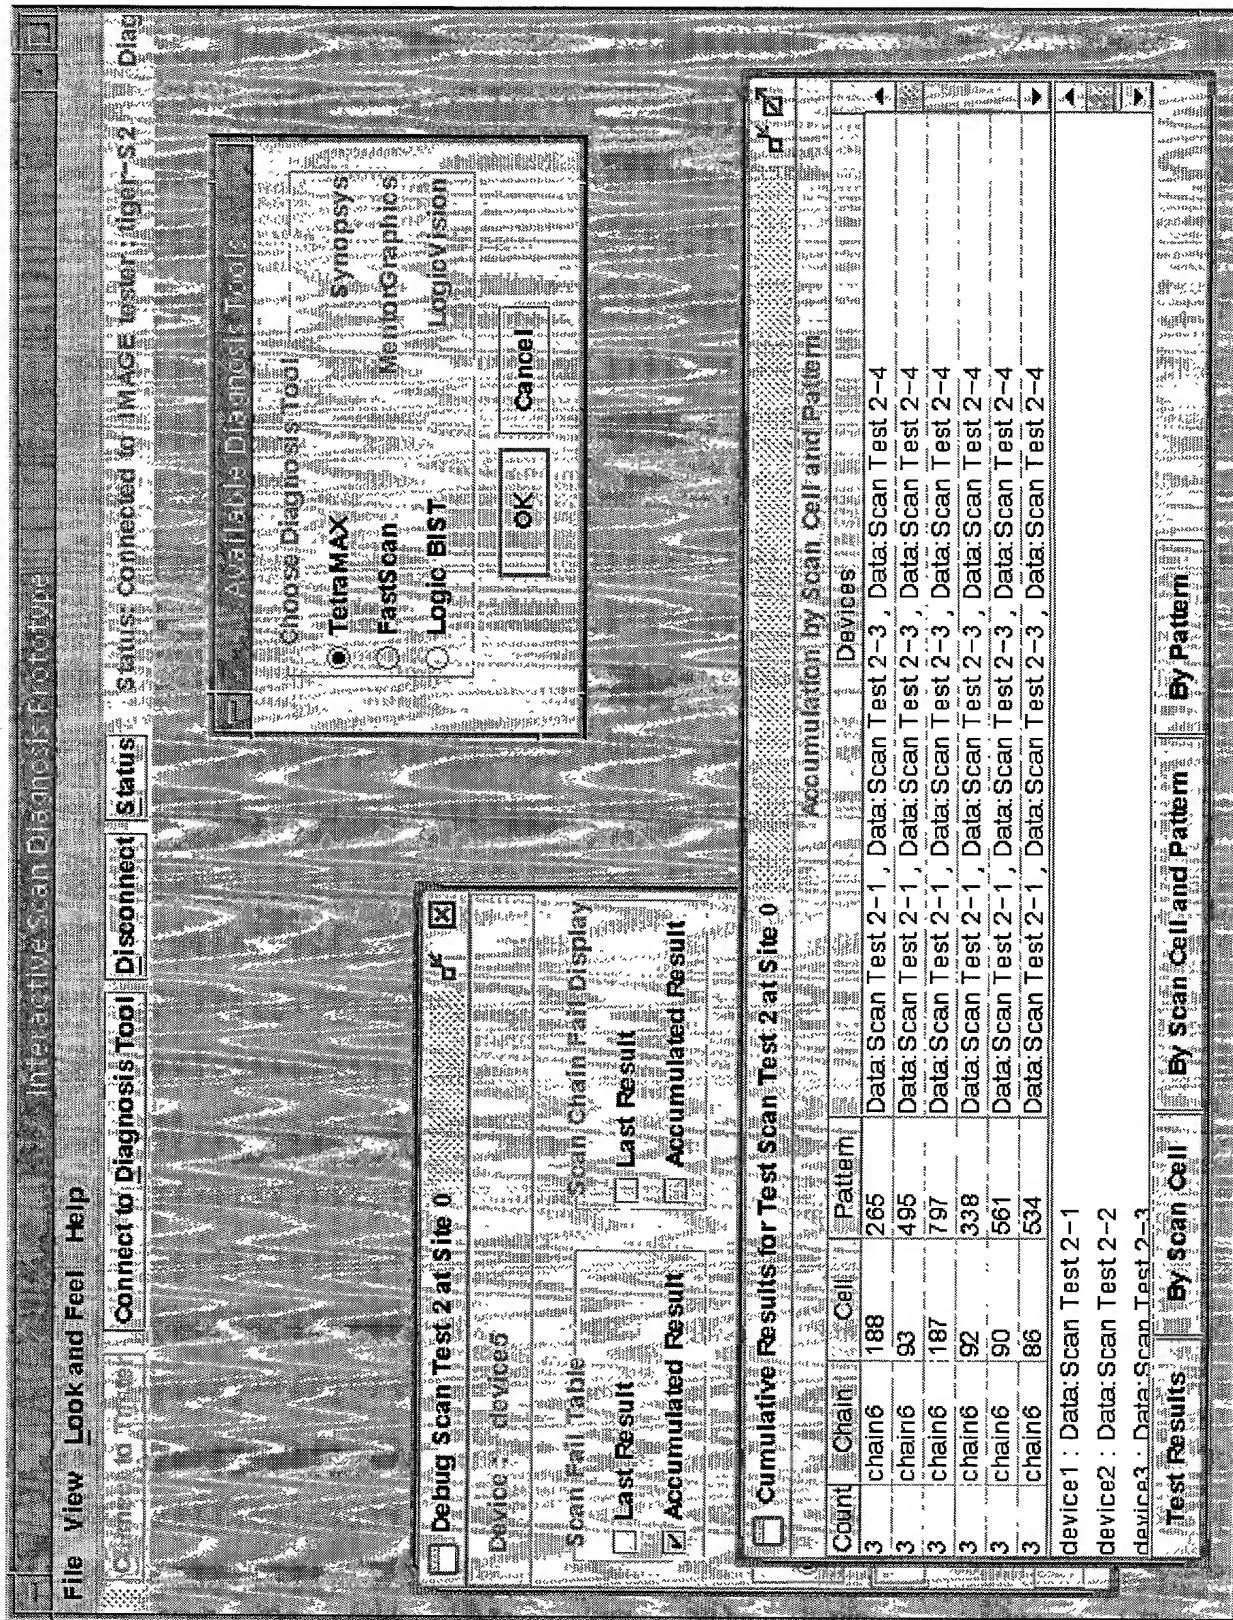 Interactive Scan Diagnosis Prototype
File View Look and Feel Help
Connect to Tester Connect to Diagnosis Tool Disconnect Status Status: connected to IMAGE tester: tiger-S2 Diag
Available Diagnosis Tools
Choose Diagnosis Tool
TetraMAX Synopsys
FastScan MentorGraphics
Logic BIST LogicVision
OK Cancel
Debug Scan Test 2 at Site 0
Device : device5
Scan Fail Table Scan Chain Fail Display
Last Result Last Result
Accumulated Result Accumulated Result
Cumulative Results for Test Scan Test 2 at Site 0
Accumulation by Scan Cell and Pattern
Count Chain Cell Pattern Devices
3 chain6 188 265 Data:Scan Test 2-1, Data:Scan Test 2-3, Data:Scan Test 2-4
3 chain6 93 495 Data:Scan Test 2-1, Data:Scan Test 2-3, Data:Scan Test 2-4
3 chain6 187 797 Data:Scan Test 2-1, Data:Scan Test 2-3, Data:Scan Test 2-4
3 chain6 92 338 Data:Scan Test 2-1, Data:Scan Test 2-3, Data:Scan Test 2-4
3 chain6 90 561 Data:Scan Test 2-1, Data:Scan Test 2-3, Data:Scan Test 2-4
3 chain6 86 534 Data:Scan Test 2-1, Data:Scan Test 2-3, Data:Scan Test 2-4
device1 : Data:Scan Test 2-1
device2 : Data:Scan Test 2-2
device3 : Data:Scan Test 2-3
Test Results By Scan Cell By Scan Cell and Pattern By Pattern